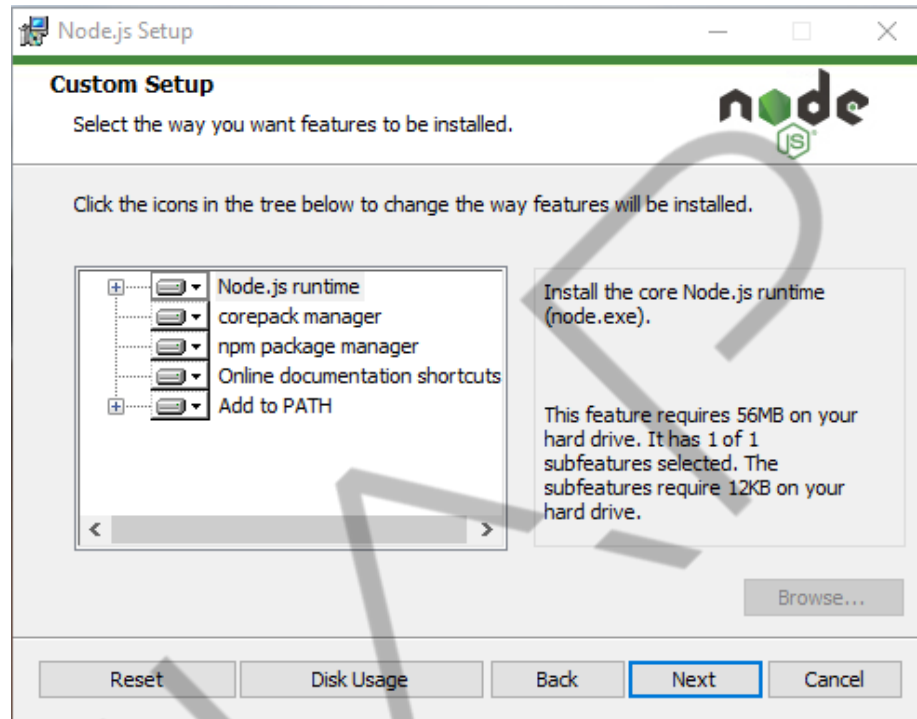 Node.js Setup
Custom Setup
Select the way you want features to be installed.
node
JS
Click the icons in the tree below to change the way features will be installed.
Node.js runtime
corepack manager
npm package manager
Online documentation shortcuts
Add to PATH
Install the core Node.js runtime
(node.exe).
This feature requires 56MB on your
hard drive. It has 1 of 1
subfeatures selected. The
subfeatures require 12KB on your
hard drive.
Browse...
Reset
Disk Usage
Back
Next
Cancel